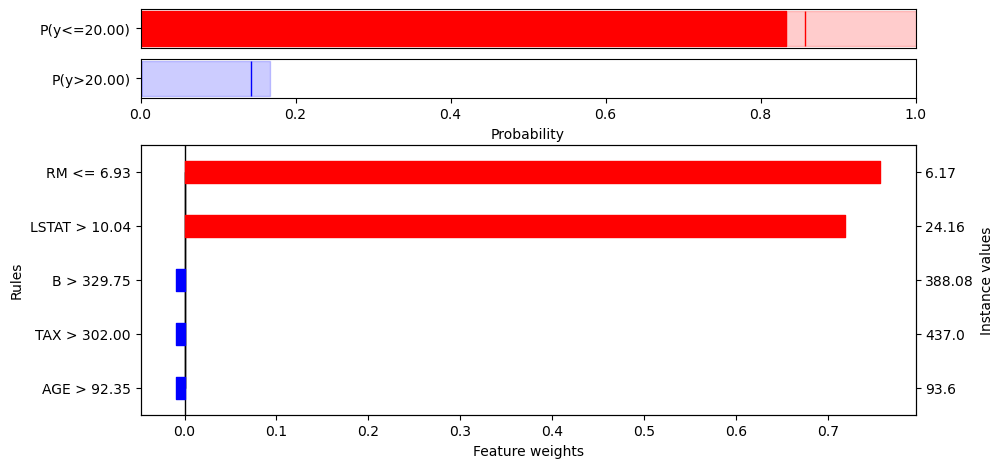 P(y<=20.00)
P(y>20.00)
0.0 0.2 0.4 0.6 0.8 1.0
Probability
RM <= 6.93 6.17
LSTAT > 10.04 24.16
B > 329.75 388.08
TAX > 302.00 437.0
AGE > 92.35 93.6
Rules
Instance values
0.0 0.1 0.2 0.3 0.4 0.5 0.6 0.7
Feature weights